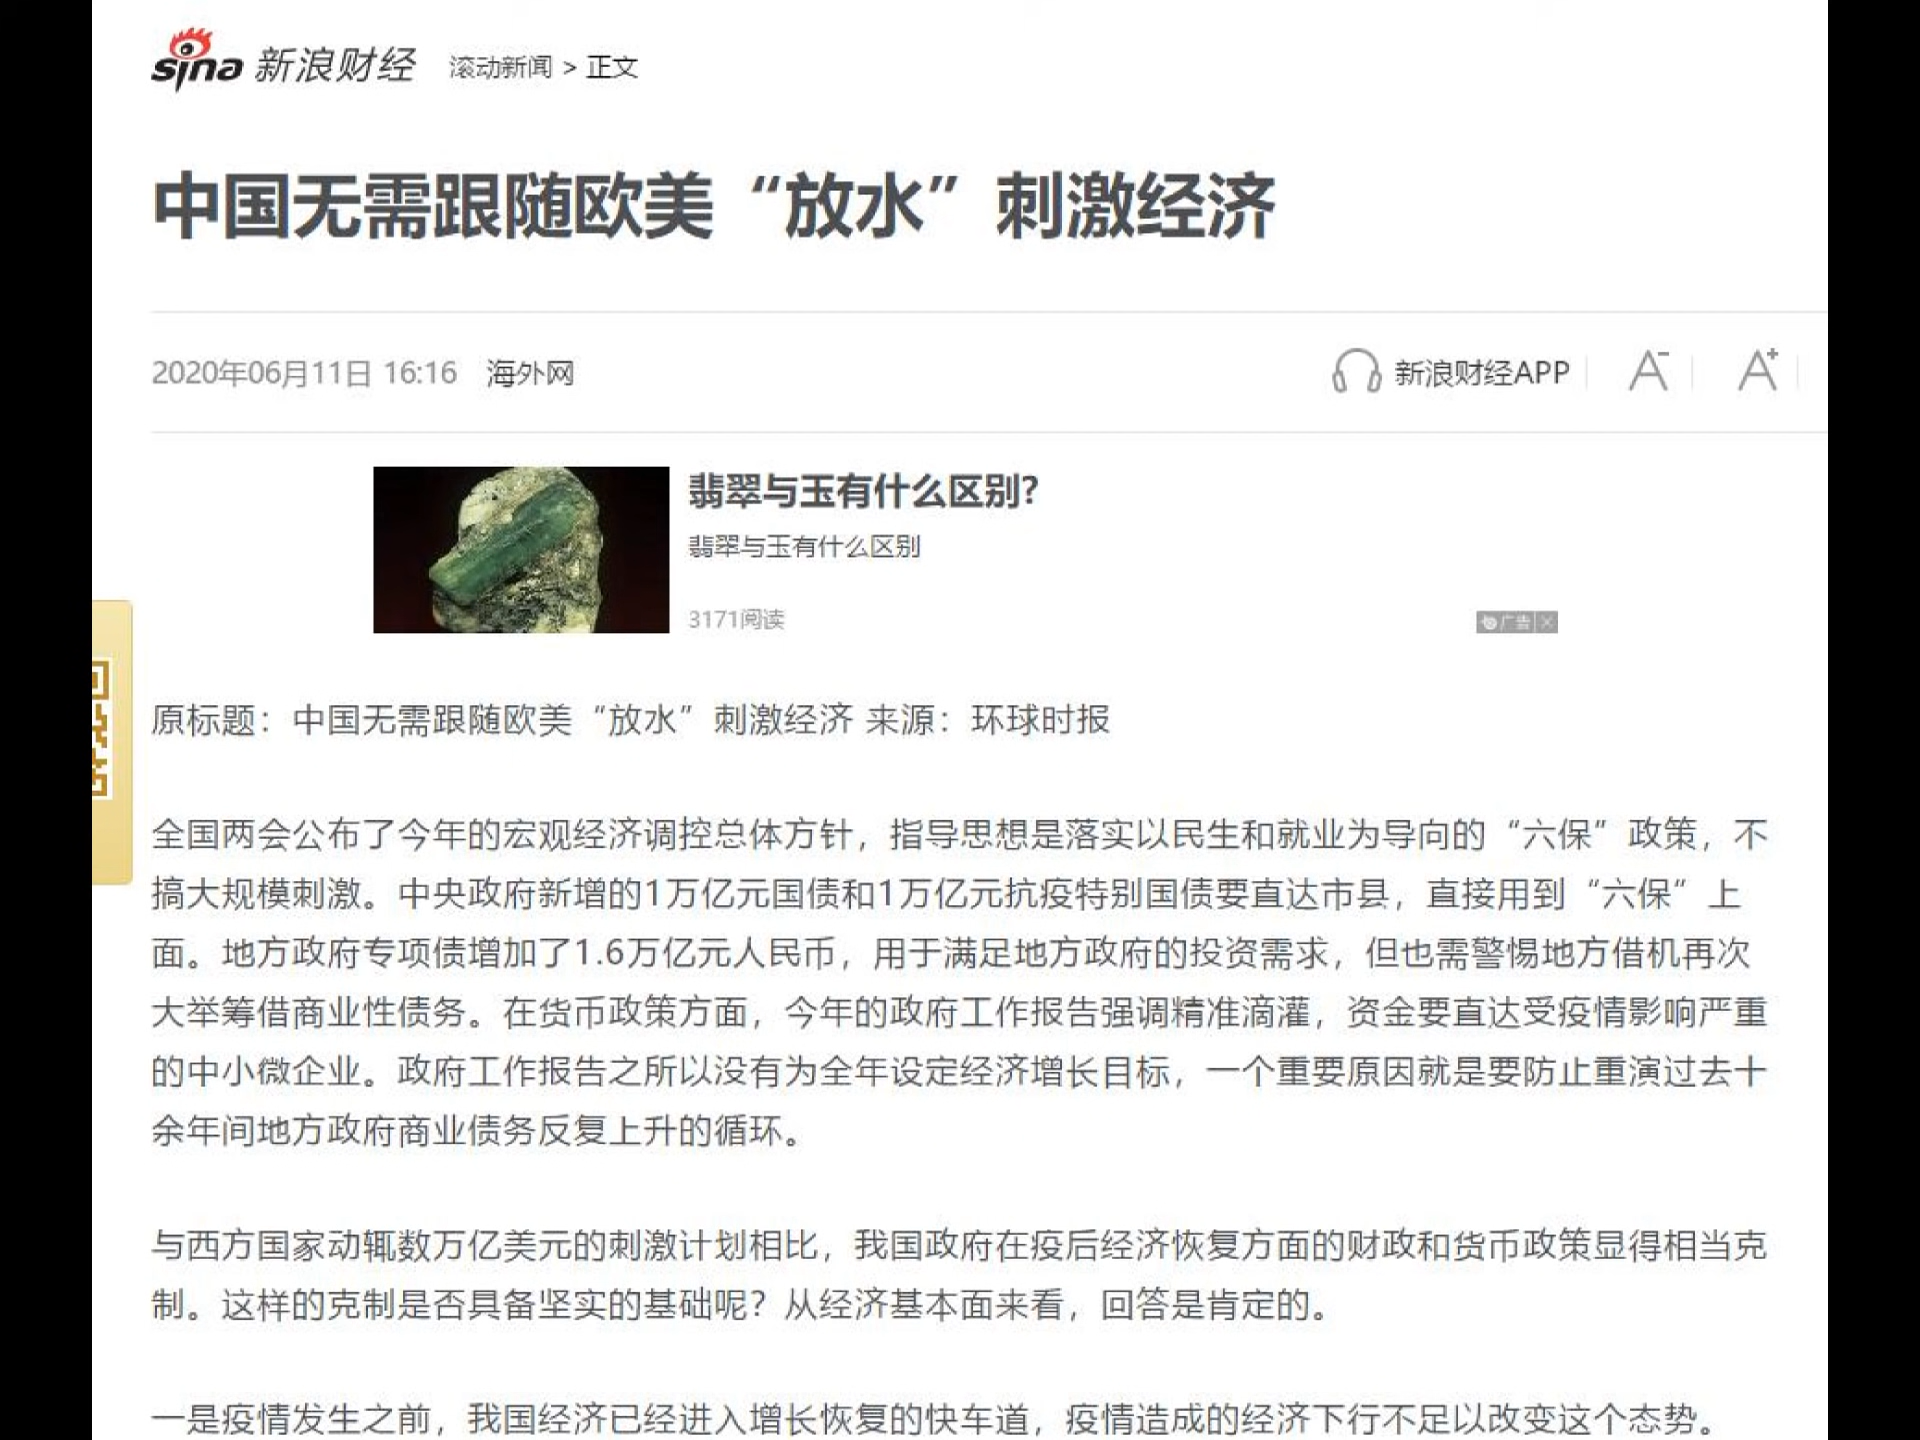 sina 新浪财经 滚动新闻 > 正文
中国无需跟随欧美“放水”刺激经济
2020年06月11日 16:16 海外网 新浪财经APP A- A+
翡翠与玉有什么区别?
翡翠与玉有什么区别
3171阅读 广告
原标题：中国无需跟随欧美“放水”刺激经济 来源：环球时报
全国两会公布了今年的宏观经济调控总体方针，指导思想是落实以民生和就业为导向的“六保”政策，不
搞大规模刺激。中央政府新增的1万亿元国债和1万亿元抗疫特别国债要直达市县，直接用到“六保”上
面。地方政府专项债增加了1.6万亿元人民币，用于满足地方政府的投资需求，但也需警惕地方借机再次
大举筹借商业性债务。在货币政策方面，今年的政府工作报告强调精准滴灌，资金要直达受疫情影响严重
的中小微企业。政府工作报告之所以没有为全年设定经济增长目标，一个重要原因就是要防止重演过去十
余年间地方政府商业债务反复上升的循环。
与西方国家动辄数万亿美元的刺激计划相比，我国政府在疫后经济恢复方面的财政和货币政策显得相当克
制。这样的克制是否具备坚实的基础呢？从经济基本面来看，回答是肯定的。
一是疫情发生之前，我国经济已经进入增长恢复的快车道，疫情造成的经济下行不足以改变这个态势。